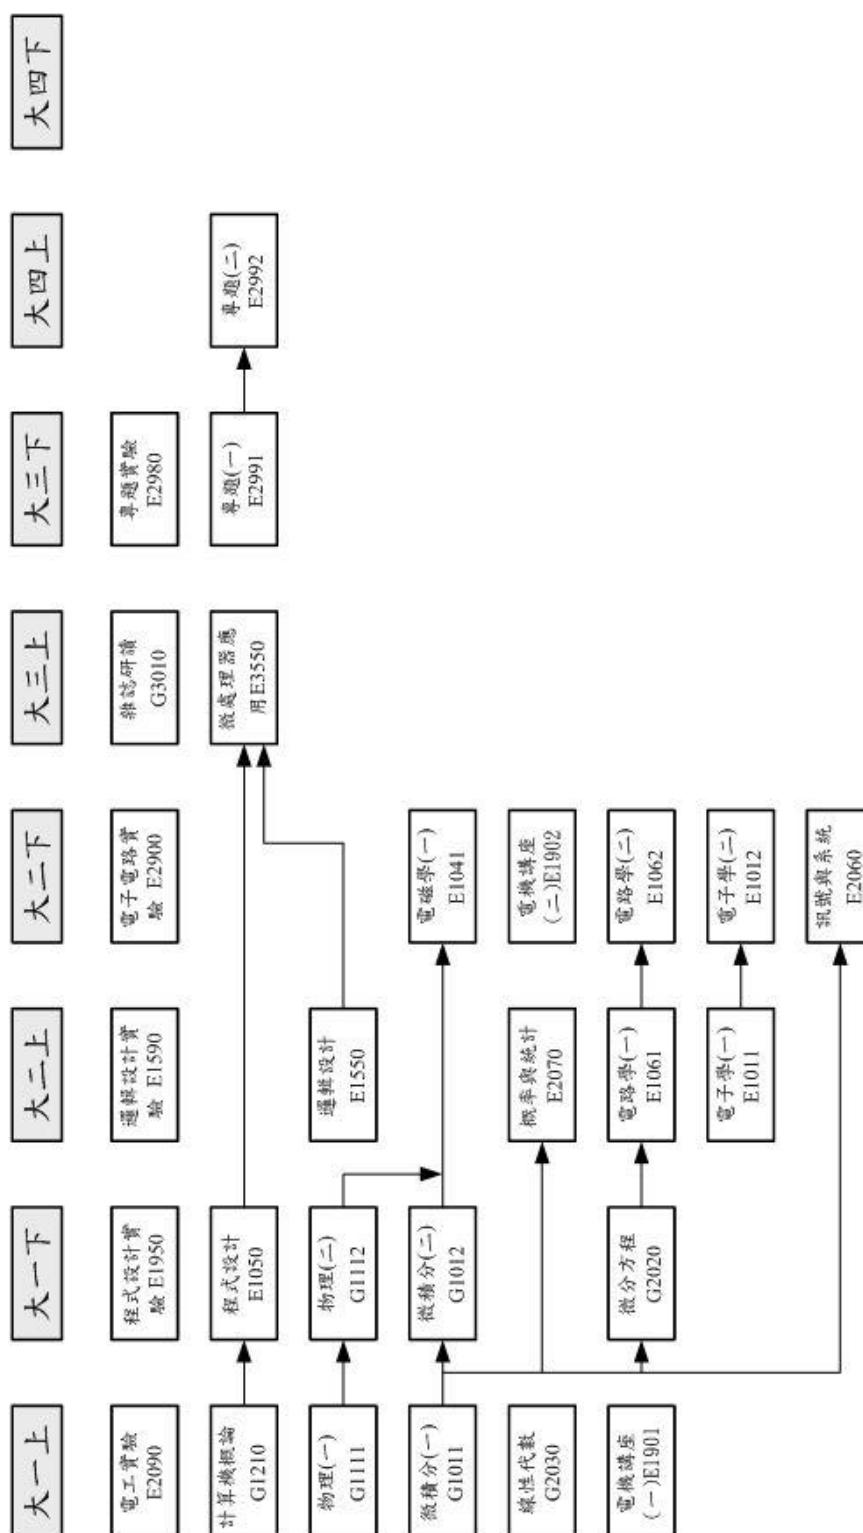 大一上
大一下
大二上
大二下
大三上
大三下
大四上
大四下
電工實驗
E2090
程式設計實
驗 E1950
邏輯設計實
驗 E1590
電子電路實
驗 E2900
雜誌研讀
G3010
專題實驗
E2980
計算機概論
G1210
程式設計
E1050
微處理器應
用E3550
專題(一)
E2991
專題(二)
E2992
物理(一)
G1111
物理(二)
G1112
邏輯設計
E1550
微積分(一)
G1011
微積分(二)
G1012
電磁學(一)
E1041
線性代數
G2030
概率與統計
E2070
電機講座
(二)E1902
電機講座
(一)E1901
微分方程
G2020
電路學(一)
E1061
電路學(二)
E1062
電子學(一)
E1011
電子學(二)
E1012
訊號與系統
E2060